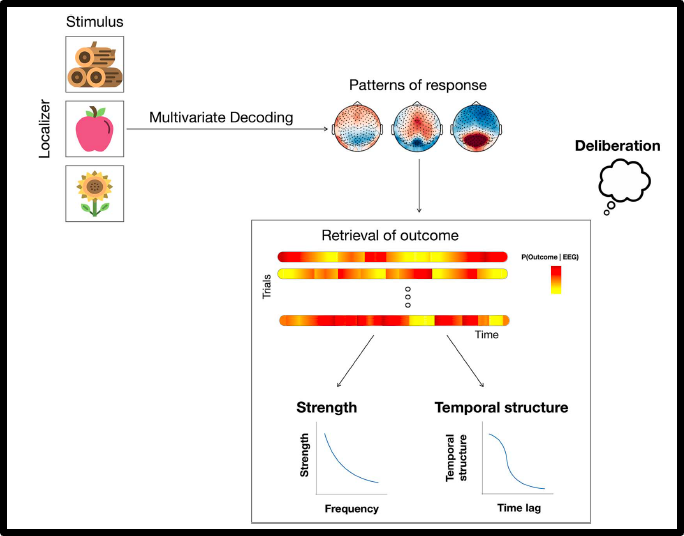 Stimulus
Localizer
Multivariate Decoding
Patterns of response
Deliberation
Retrieval of outcome
P(Outcome | EEG)
Trials
Time
Strength
Strength
Frequency
Temporal structure
Temporal
structure
Time lag